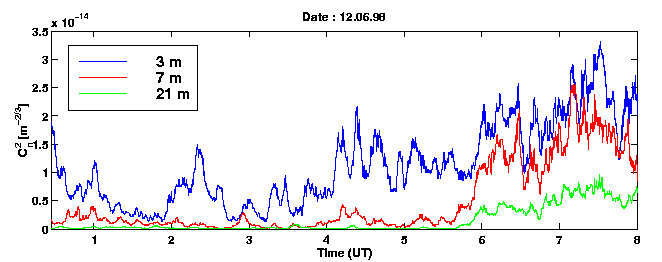 Date : 12.06.98
x 10⁻¹⁴
3.5
3
2.5
2
1.5
1
0.5
0
C² [m⁻²/³]
3 m
7 m
21 m
1 2 3 4 5 6 7 8
Time (UT)